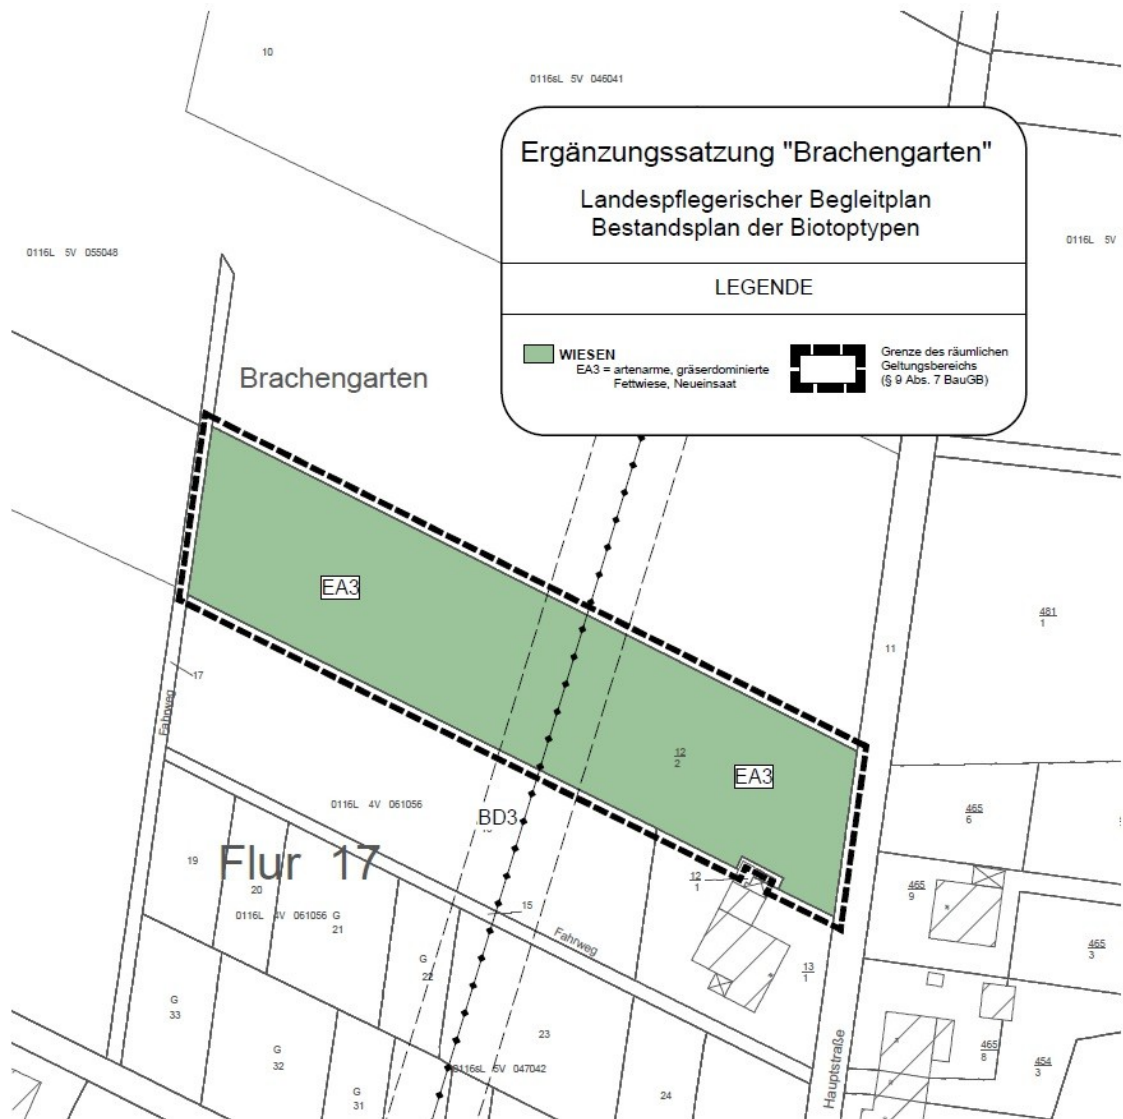 10
0116sL 5V 046041
Ergänzungssatzung "Brachengarten"
Landespflegerischer Begleitplan
Bestandsplan der Biotoptypen
LEGENDE
WIESEN
EA3 = artenarme, gräserdominierte
Fettwiese, Neueinsaat
Grenze des räumlichen
Geltungsbereichs
(§ 9 Abs. 7 BauGB)
0116L 5V
0116L 5V 055048
Brachengarten
EA3
481
1
11
17
Fahrweg
12
2
EA3
0116L 4V 061056
BD3
465
6
19
Flur 17
20
12
1
465
9
0116L 4V 061056
G
21
15
Fahrweg
465
3
G
22
13
1
G
33
23
Hauptstraße
G
32
0116sL 5V 047042
465
8
454
3
G
31
24